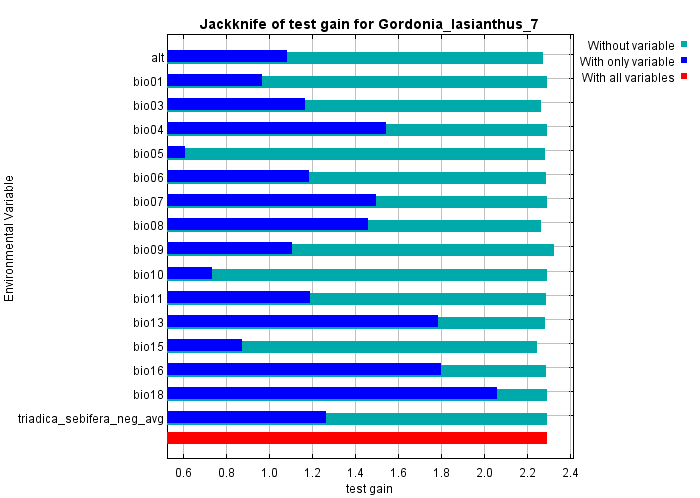 Jackknife of test gain for Gordonia_lasianthus_7
Without variable
With only variable
With all variables
Environmental Variable
alt
bio01
bio03
bio04
bio05
bio06
bio07
bio08
bio09
bio10
bio11
bio13
bio15
bio16
bio18
triadica_sebifera_neg_avg
0.6 0.8 1.0 1.2 1.4 1.6 1.8 2.0 2.2 2.4
test gain